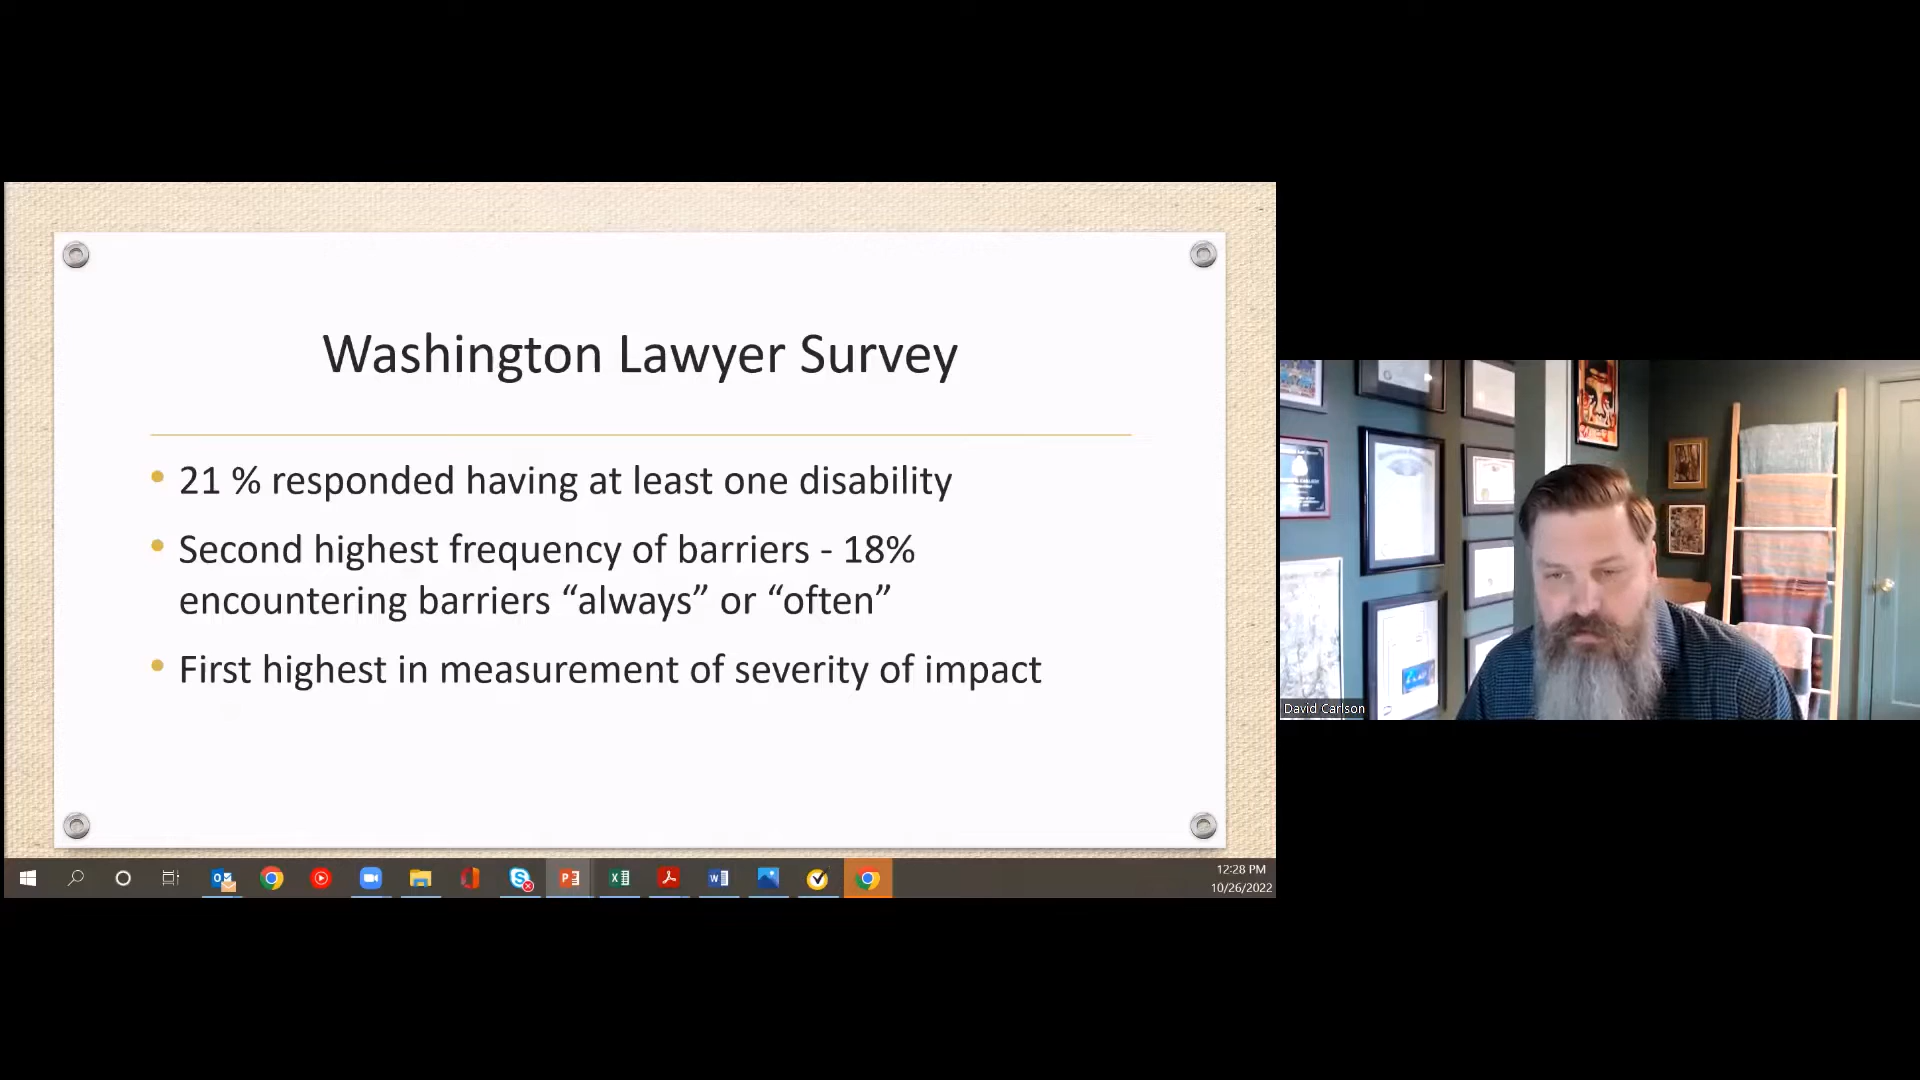 Washington Lawyer Survey
• 21 % responded having at least one disability
• Second highest frequency of barriers - 18%
encountering barriers “always” or “often”
• First highest in measurement of severity of impact
David Carlson
12:28 PM
10/26/2022